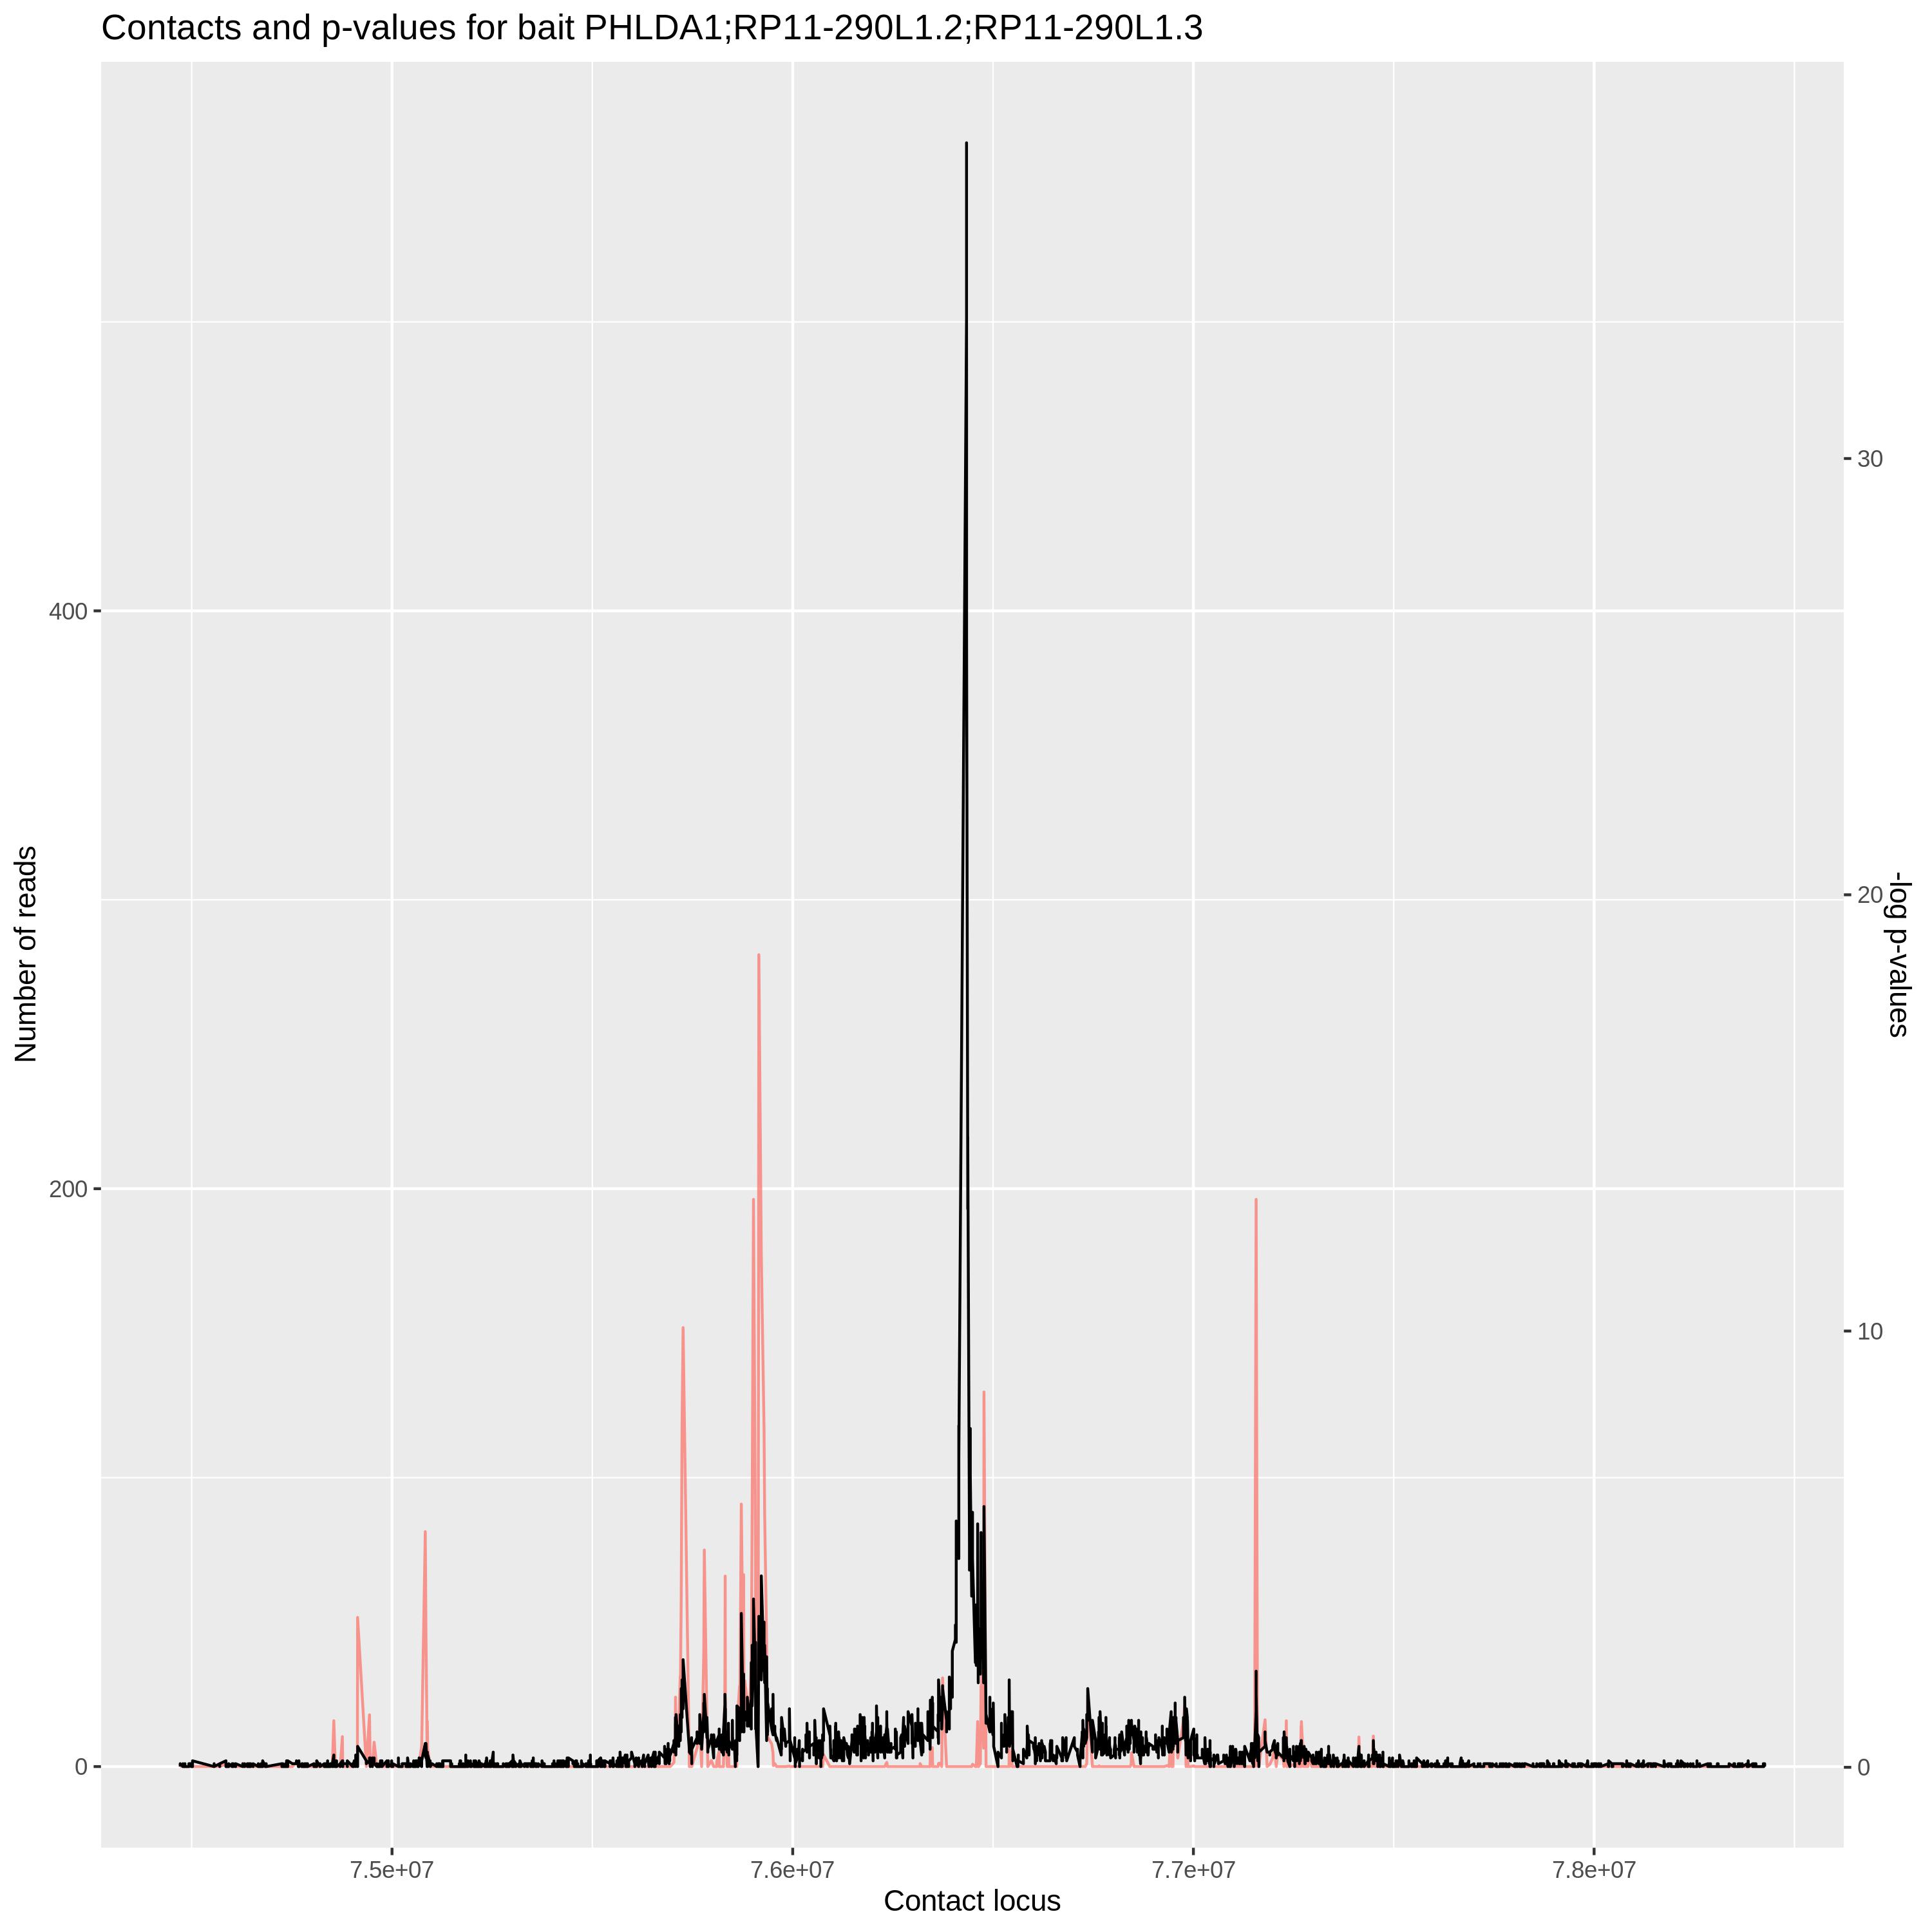 Contacts and p-values for bait PHLDA1;RP11-290L1.2;RP11-290L1.3
Number of reads
400
200
0
30
20
10
0
-log p-values
7.5e+07 7.6e+07 7.7e+07 7.8e+07
Contact locus